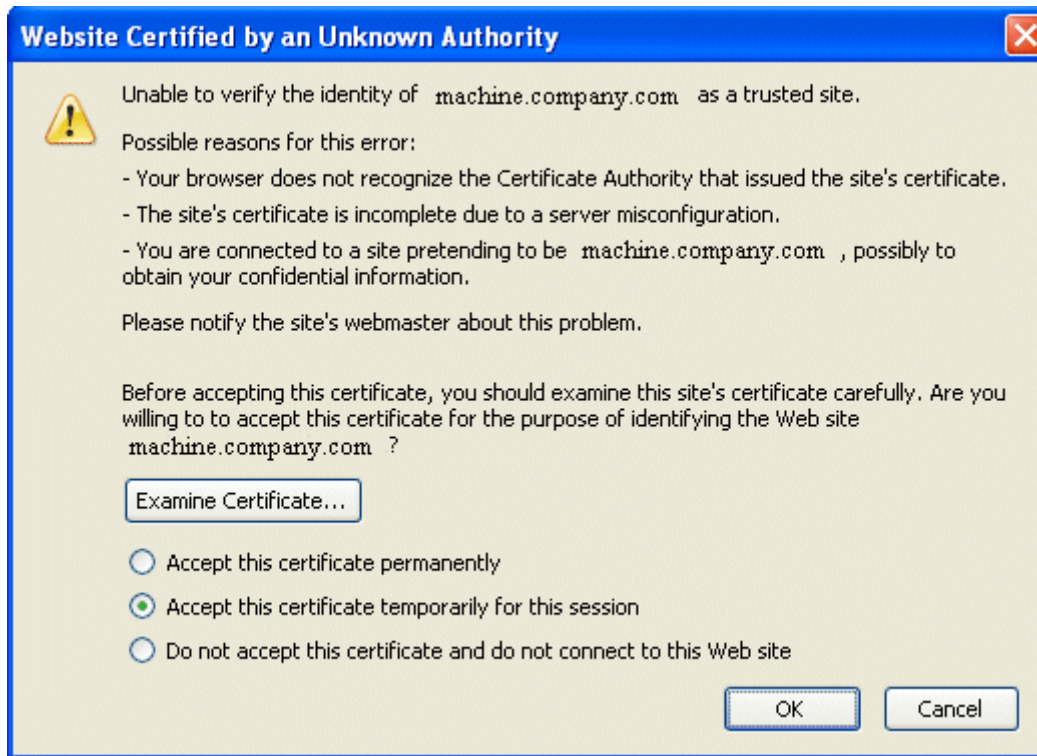 Website Certified by an Unknown Authority
Unable to verify the identity of machine.company.com as a trusted site.
Possible reasons for this error:
- Your browser does not recognize the Certificate Authority that issued the site's certificate.
- The site's certificate is incomplete due to a server misconfiguration.
- You are connected to a site pretending to be machine.company.com , possibly to
obtain your confidential information.
Please notify the site's webmaster about this problem.
Before accepting this certificate, you should examine this site's certificate carefully. Are you
willing to to accept this certificate for the purpose of identifying the Web site
machine.company.com ?
Examine Certificate...
Accept this certificate permanently
Accept this certificate temporarily for this session
Do not accept this certificate and do not connect to this Web site
OK Cancel